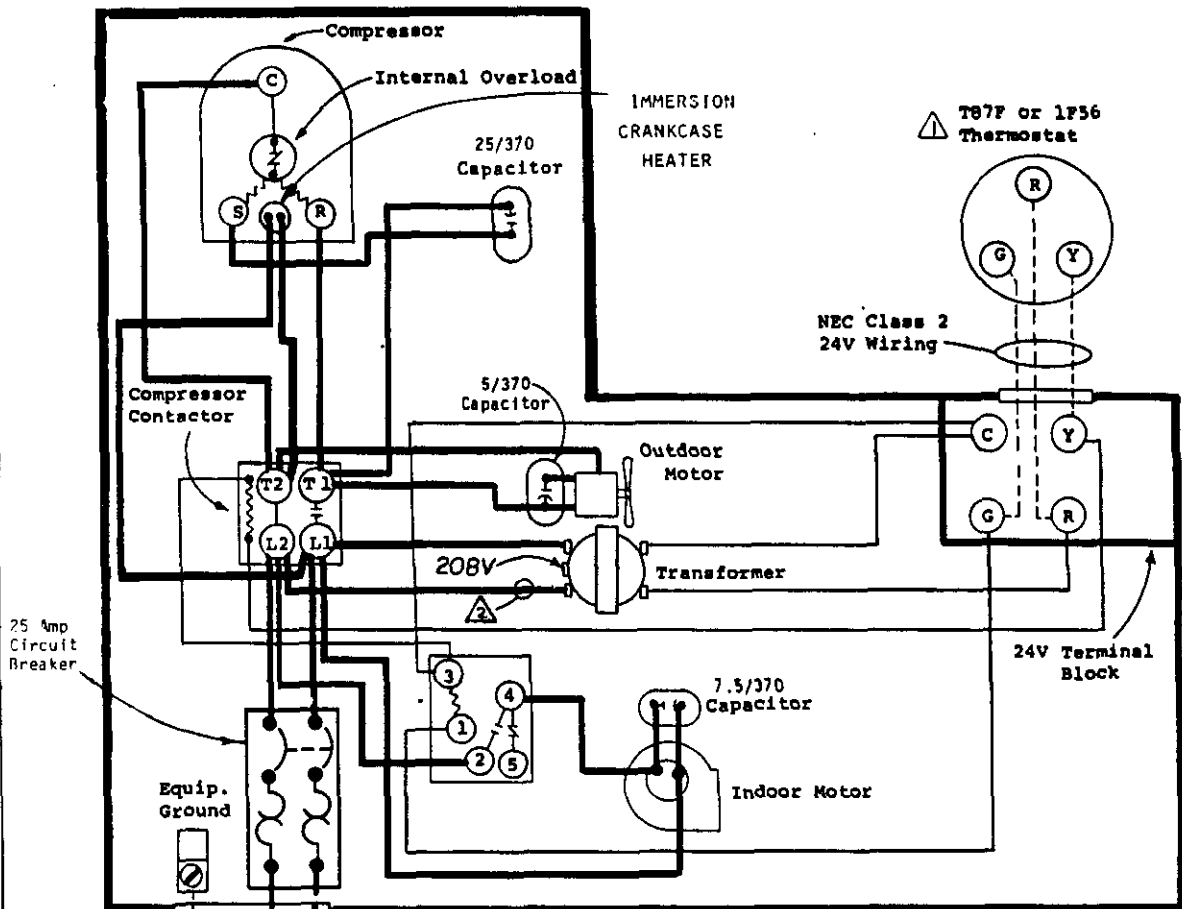 Compressor
C
Internal Overload
IMMERSION
CRANKCASE
HEATER
25/370
Capacitor
S
R
T87F or 1F56
Thermostat
1
R
G
Y
NEC Class 2
24V Wiring
Compressor
Contactor
5/370
Capacitor
Outdoor
Motor
C
Y
T2
T1
G
R
L2
L1
208V
Transformer
2
25 Amp
Circuit
Breaker
24V Terminal
Block
3
4
1
2
5
7.5/370
Capacitor
Indoor Motor
Equip.
Ground